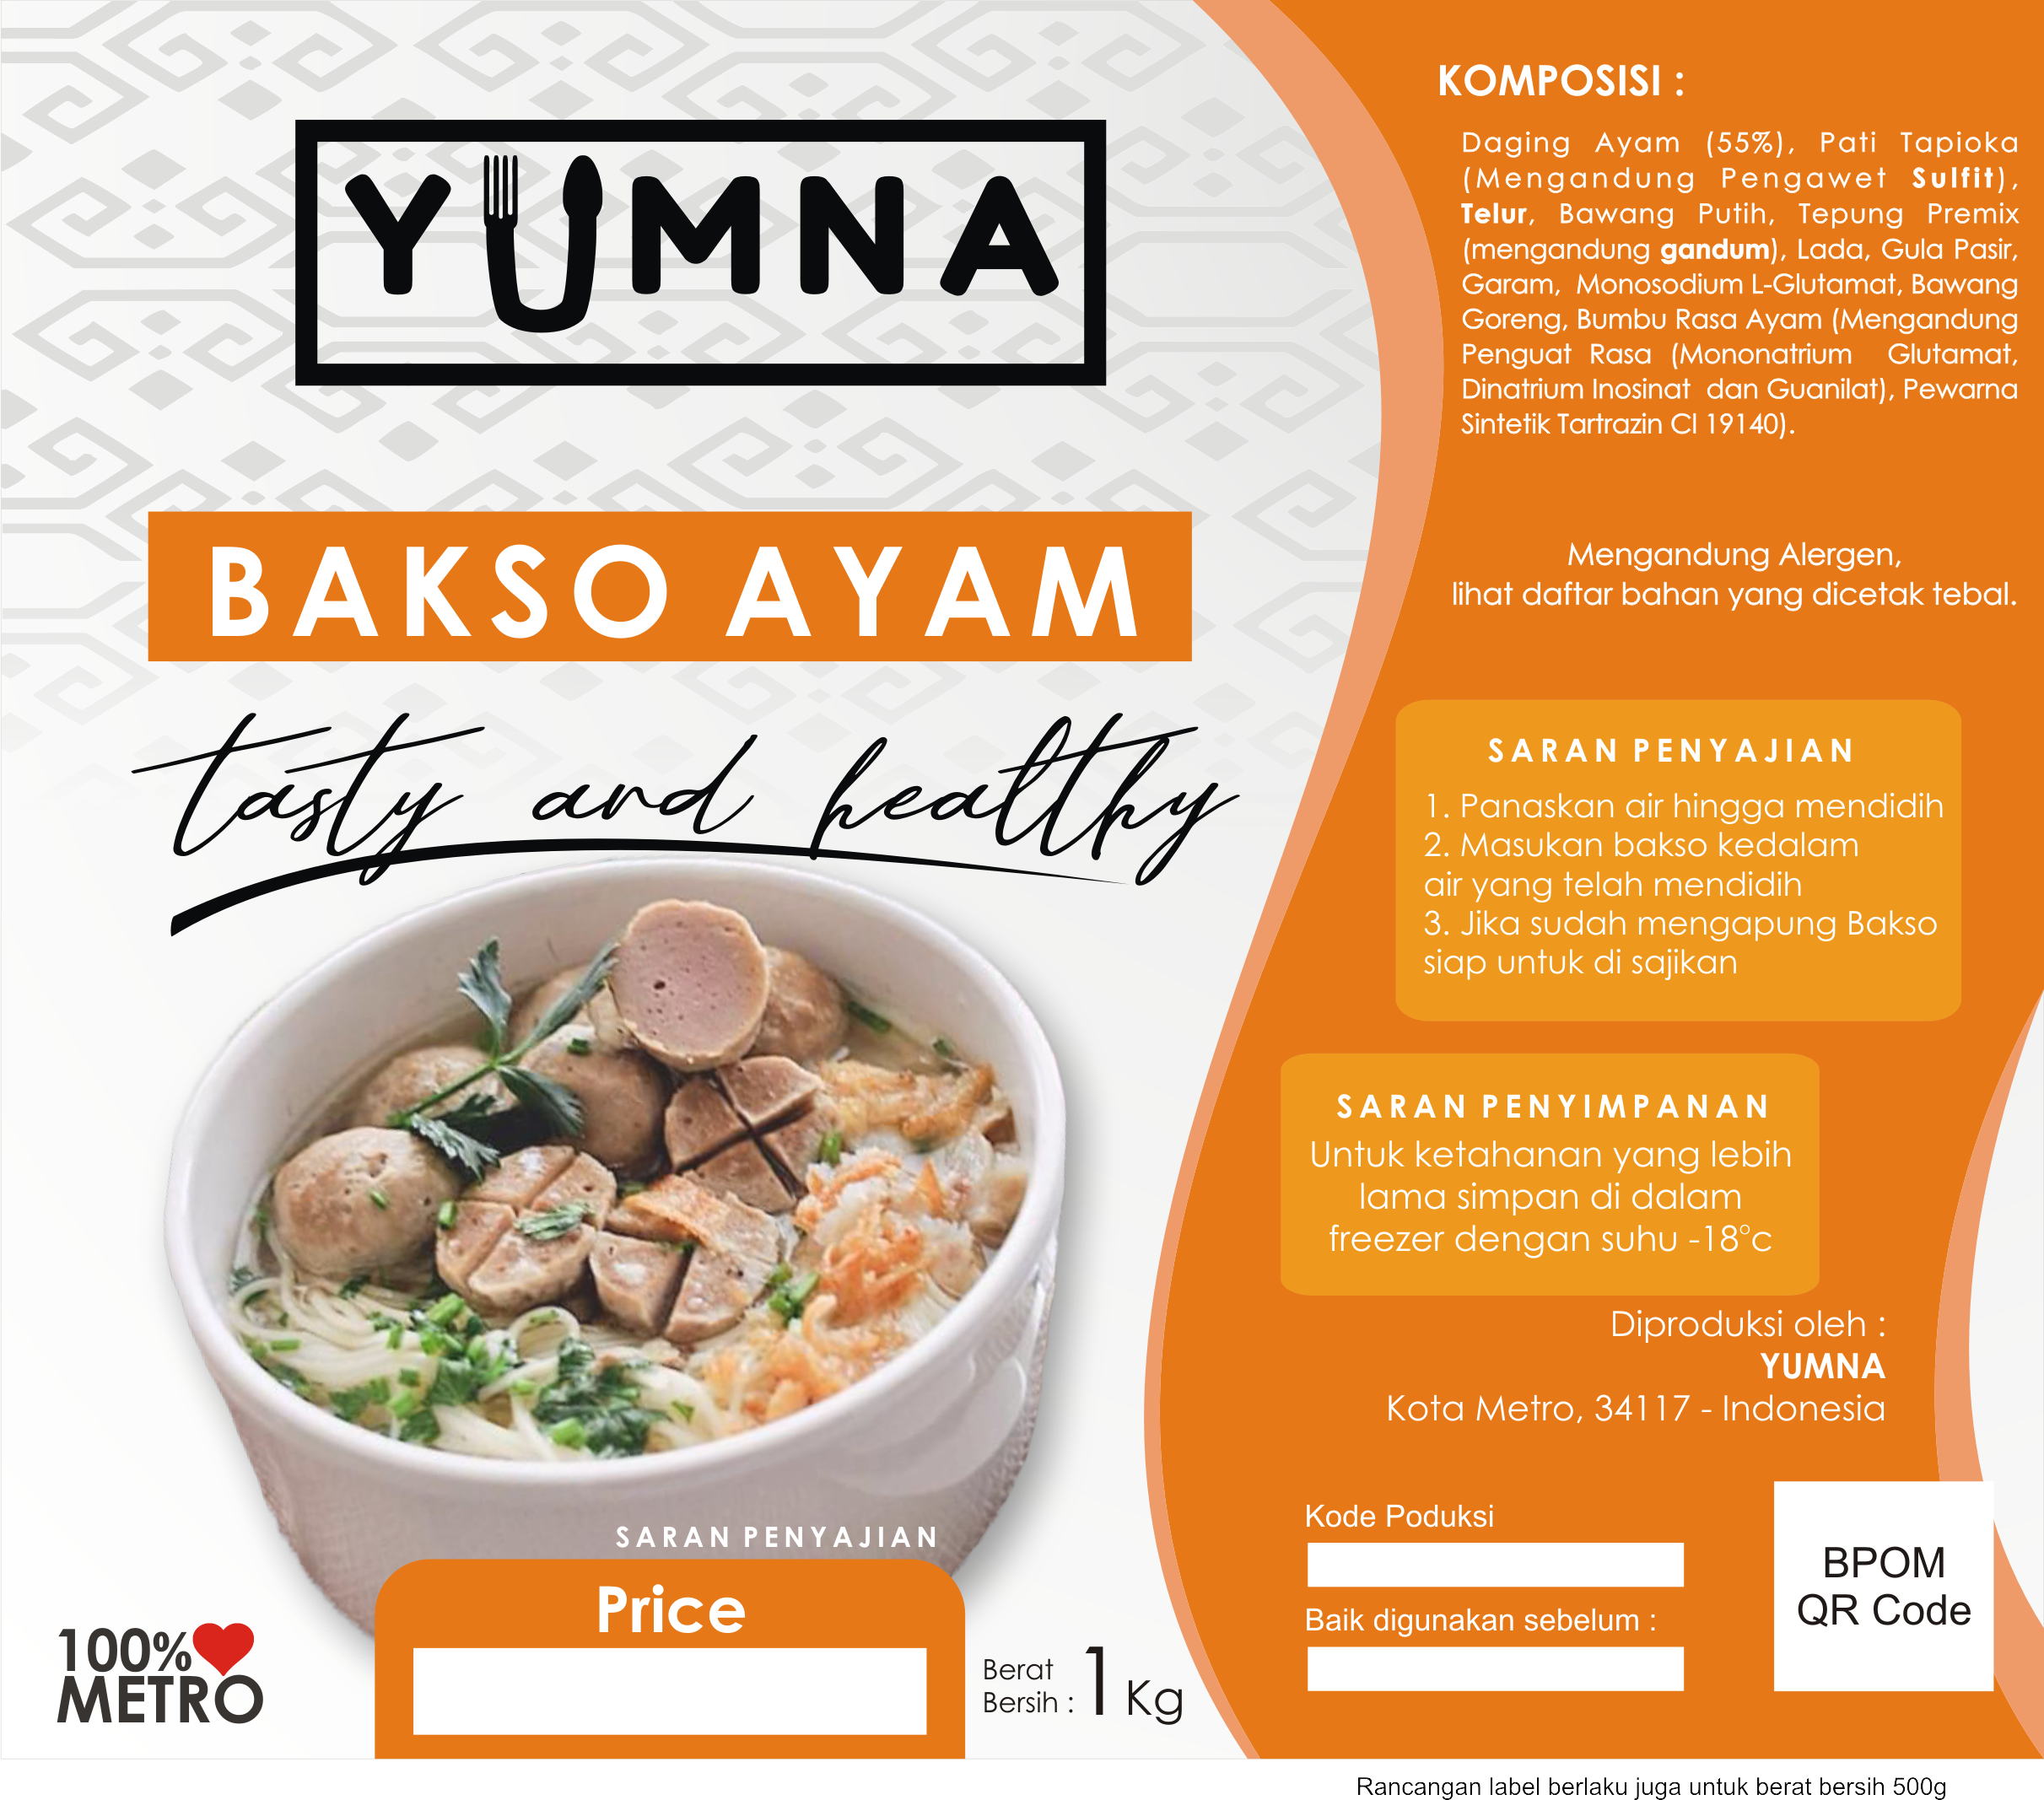 YUMNA
BAKSO AYAM
tasty and healthy
SARAN PENYAJIAN
Price
100%
METRO
Berat
Bersih : 1 Kg
KOMPOSISI :
Daging Ayam (55%), Pati Tapioka
(Mengandung Pengawet Sulfit),
Telur, Bawang Putih, Tepung Premix
(mengandung gandum), Lada, Gula Pasir,
Garam, Monosodium L-Glutamat, Bawang
Goreng, Bumbu Rasa Ayam (Mengandung
Penguat Rasa (Mononatrium Glutamat,
Dinatrium Inosinat dan Guanilat), Pewarna
Sintetik Tartrazin Cl 19140).
Mengandung Alergen,
lihat daftar bahan yang dicetak tebal.
SARAN PENYAJIAN
1. Panaskan air hingga mendidih
2. Masukan bakso kedalam
air yang telah mendidih
3. Jika sudah mengapung Bakso
siap untuk di sajikan
SARAN PENYIMPANAN
Untuk ketahanan yang lebih
lama simpan di dalam
freezer dengan suhu -18°c
Diproduksi oleh :
YUMNA
Kota Metro, 34117 - Indonesia
Kode Poduksi
Baik digunakan sebelum :
BPOM
QR Code
Rancangan label berlaku juga untuk berat bersih 500g